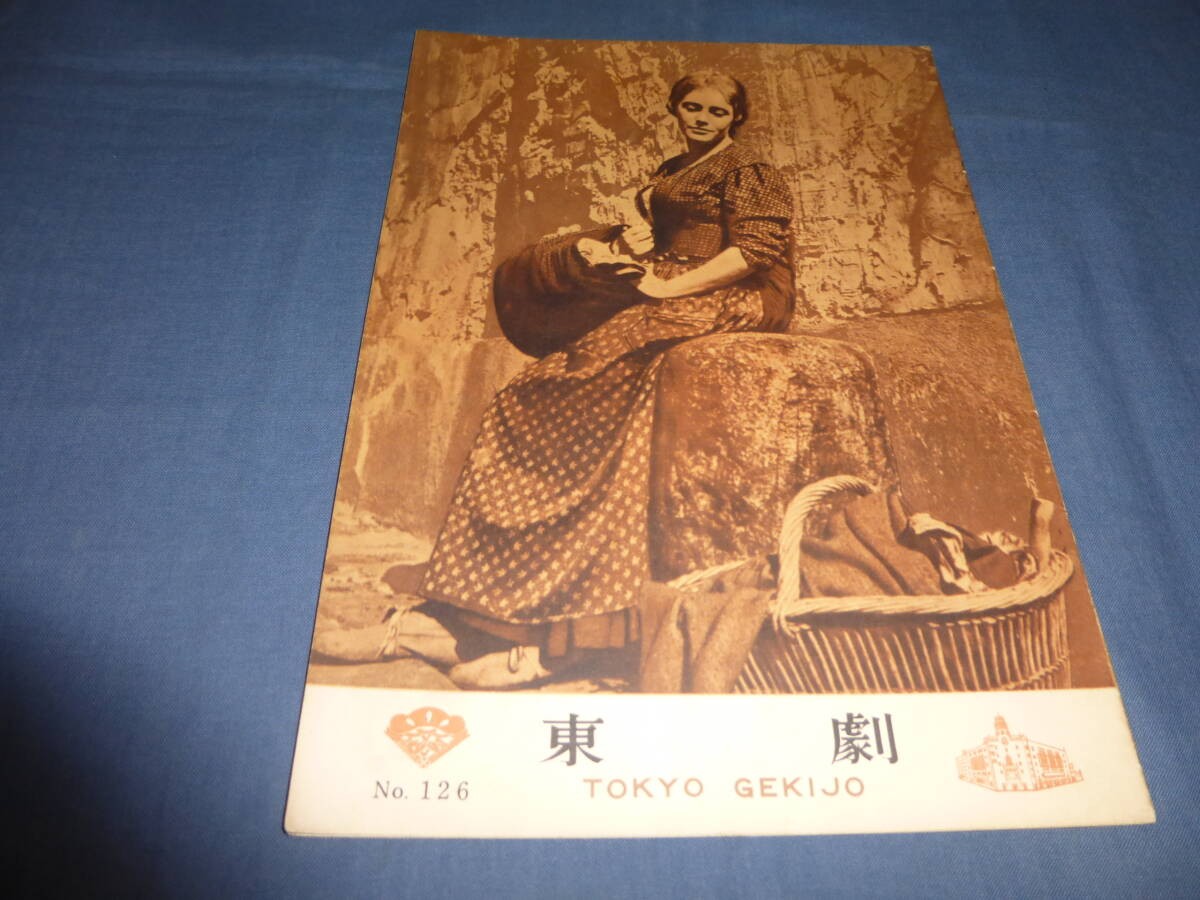 東劇
No. 126
TOKYO GEKIJO